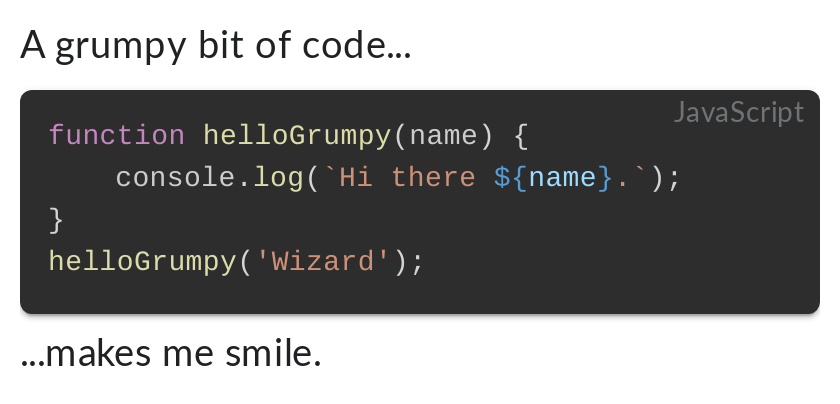 A grumpy bit of code...
JavaScript
function helloGrumpy(name) {
    console.log(`Hi there ${name}.`);
}
helloGrumpy('Wizard');
...makes me smile.